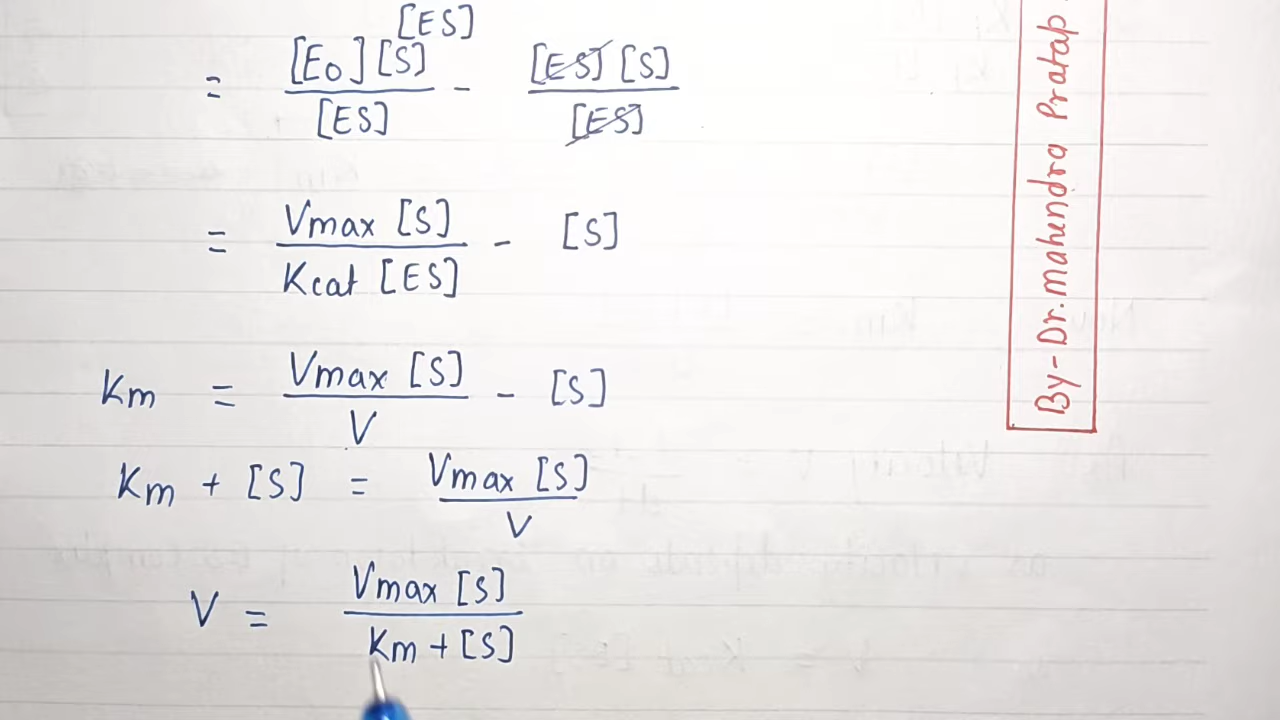 [ES]
= [E0][S] / [ES] - [ES][S] / [ES]
= Vmax [S] / Kcat [ES] - [S]
Km = Vmax [S] / V - [S]
Km + [S] = Vmax [S] / V
V = Vmax [S] / Km + [S]
By - Dr. Mahendra Pratap